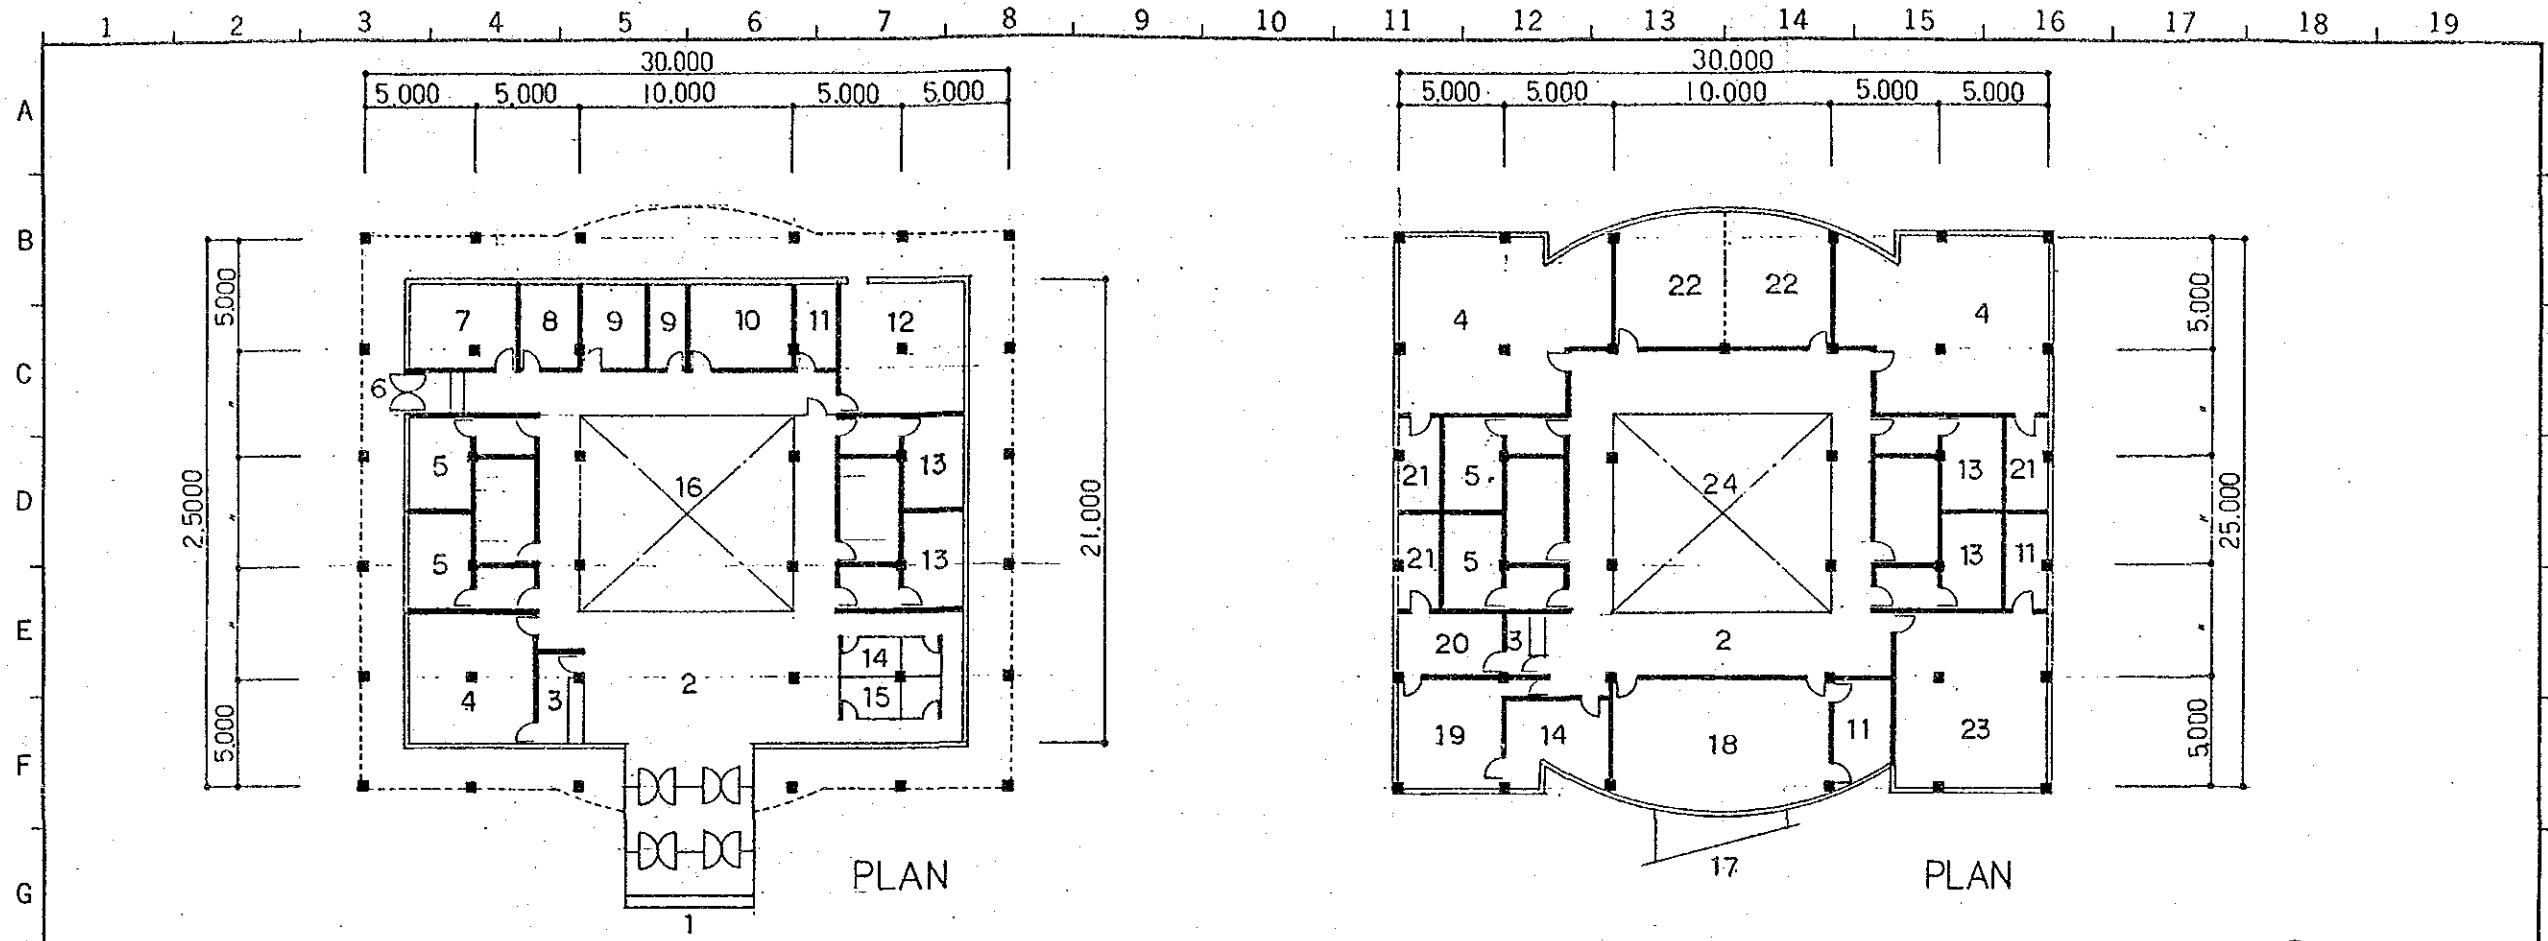 1 2 3 4 5 6 7 8 9 10 11 12 13 14 15 16 17 18 19
A
B
C
D
E
F
G
30.000
5.000 5.000 10.000 5.000 5.000
5.000
2.5000
5.000
21.000
7 8 9 9 10 11 12
6
5 16 13
5 13
14
4 3 2 15
1
PLAN
30.000
5.000 5.000 10.000 5.000 5.000
22 22
4 4
21 5 24 13 21
21 5 13 11
20 3 2
19 14 18 11 23
17
5.000
25.000
5.000
PLAN